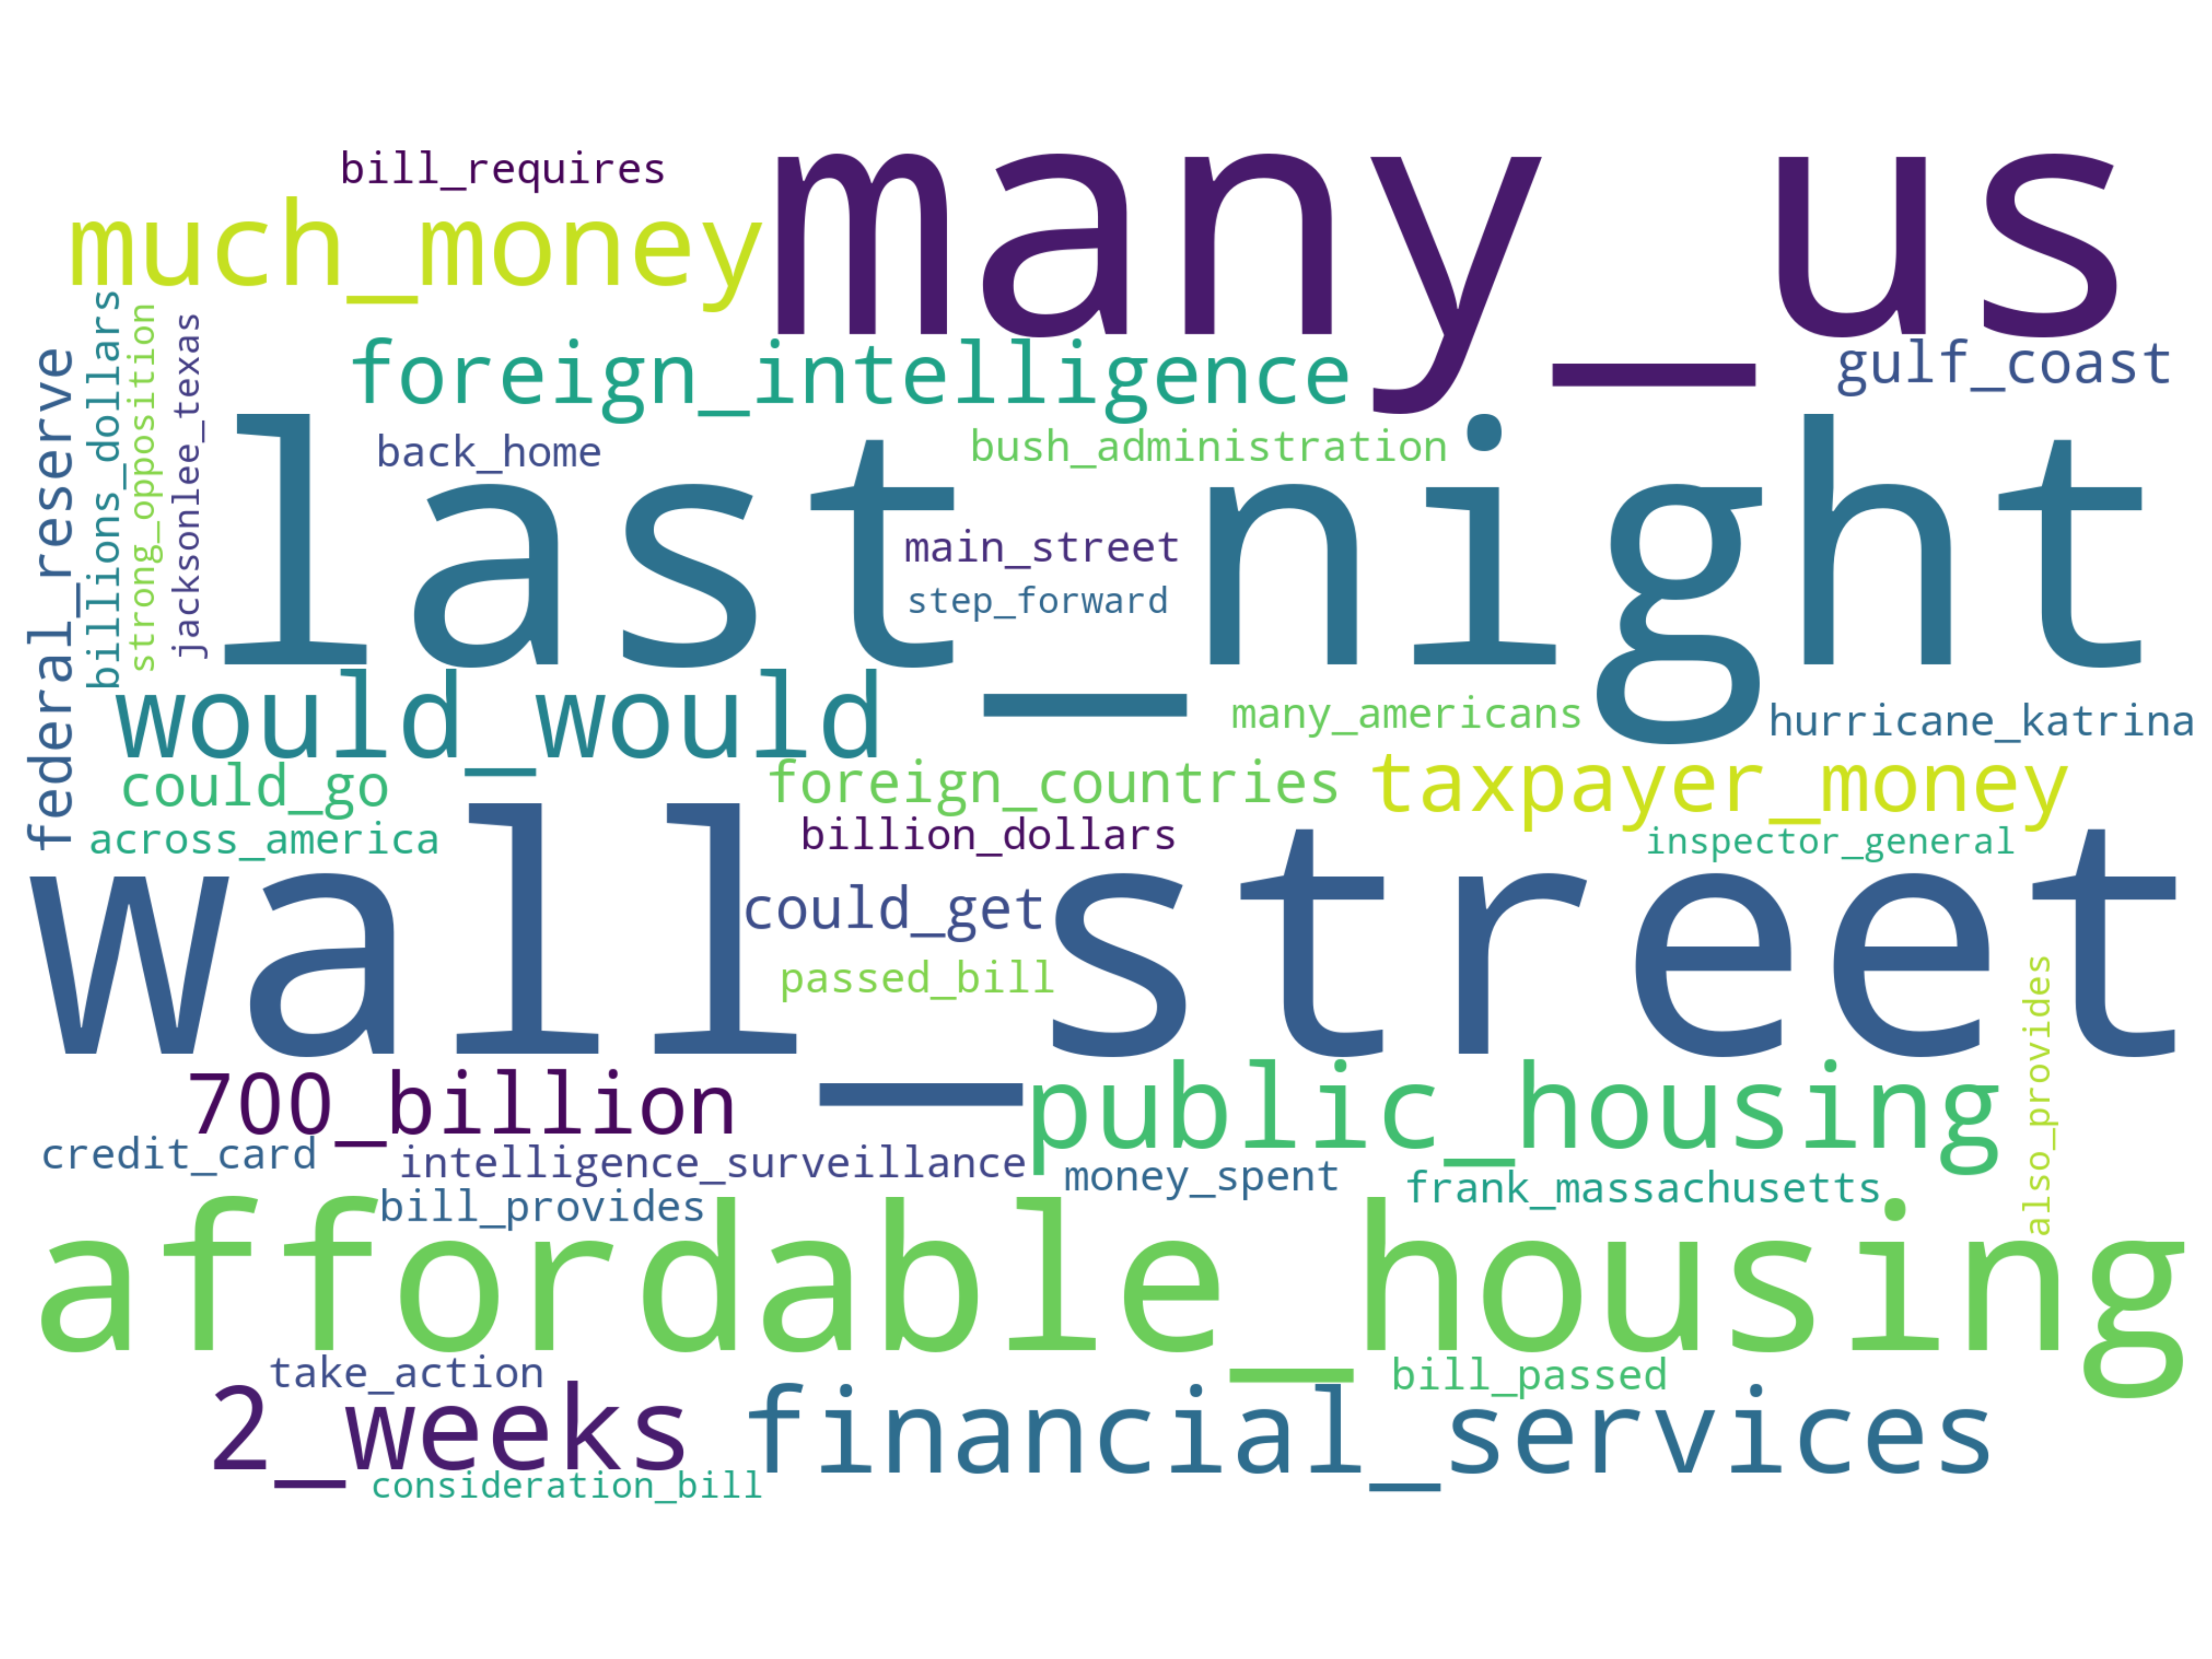 bill_requires
many_us
much_money
foreign_intelligence
gulf_coast
federal_reserve
billions_dollars
strong_opposition
jacksonlee_texas
back_home
bush_administration
last_night
main_street
step_forward
would_would
many_americans
hurricane_katrina
could_go
foreign_countries
taxpayer_money
across_america
billion_dollars
inspector_general
wall_street
could_get
passed_bill
also_provides
700_billion
public_housing
credit_card
intelligence_surveillance
money_spent
frank_massachusetts
bill_provides
affordable_housing
take_action
bill_passed
2_weeks
financial_services
consideration_bill